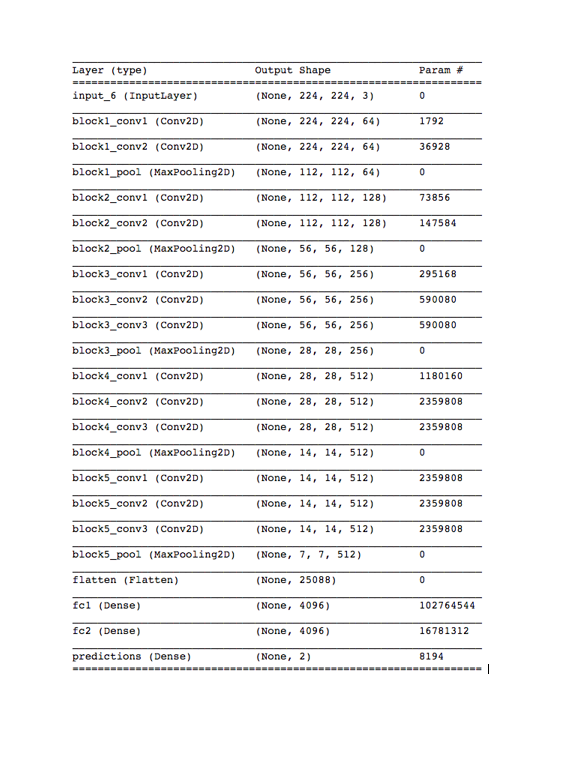 Layer (type) Output Shape Param #
input_6 (InputLayer) (None, 224, 224, 3) 0
block1_conv1 (Conv2D) (None, 224, 224, 64) 1792
block1_conv2 (Conv2D) (None, 224, 224, 64) 36928
block1_pool (MaxPooling2D) (None, 112, 112, 64) 0
block2_conv1 (Conv2D) (None, 112, 112, 128) 73856
block2_conv2 (Conv2D) (None, 112, 112, 128) 147584
block2_pool (MaxPooling2D) (None, 56, 56, 128) 0
block3_conv1 (Conv2D) (None, 56, 56, 256) 295168
block3_conv2 (Conv2D) (None, 56, 56, 256) 590080
block3_conv3 (Conv2D) (None, 56, 56, 256) 590080
block3_pool (MaxPooling2D) (None, 28, 28, 256) 0
block4_conv1 (Conv2D) (None, 28, 28, 512) 1180160
block4_conv2 (Conv2D) (None, 28, 28, 512) 2359808
block4_conv3 (Conv2D) (None, 28, 28, 512) 2359808
block4_pool (MaxPooling2D) (None, 14, 14, 512) 0
block5_conv1 (Conv2D) (None, 14, 14, 512) 2359808
block5_conv2 (Conv2D) (None, 14, 14, 512) 2359808
block5_conv3 (Conv2D) (None, 14, 14, 512) 2359808
block5_pool (MaxPooling2D) (None, 7, 7, 512) 0
flatten (Flatten) (None, 25088) 0
fc1 (Dense) (None, 4096) 102764544
fc2 (Dense) (None, 4096) 16781312
predictions (Dense) (None, 2) 8194